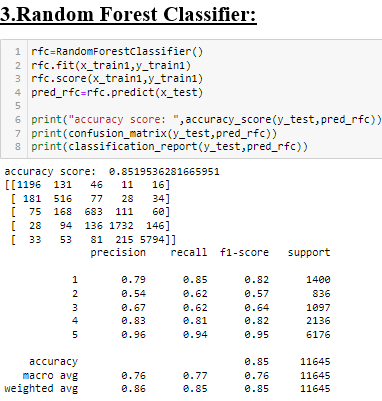 3.Random Forest Classifier:
1 rfc=RandomForestClassifier()
2 rfc.fit(x_train1,y_train1)
3 rfc.score(x_train1,y_train1)
4 pred_rfc=rfc.predict(x_test)
5
6 print("accuracy score: ",accuracy_score(y_test,pred_rfc))
7 print(confusion_matrix(y_test,pred_rfc))
8 print(classification_report(y_test,pred_rfc))
accuracy score:  0.8519536281665951
[[1196  131   46   11   16]
 [ 181  516   77   28   34]
 [  75  168  683  111   60]
 [  28   94  136 1732  146]
 [  33   53   81  215 5794]]
              precision    recall  f1-score   support
           1       0.79      0.85      0.82      1400
           2       0.54      0.62      0.57       836
           3       0.67      0.62      0.64      1097
           4       0.83      0.81      0.82      2136
           5       0.96      0.94      0.95      6176
    accuracy                           0.85     11645
   macro avg       0.76      0.77      0.76     11645
weighted avg       0.86      0.85      0.85     11645